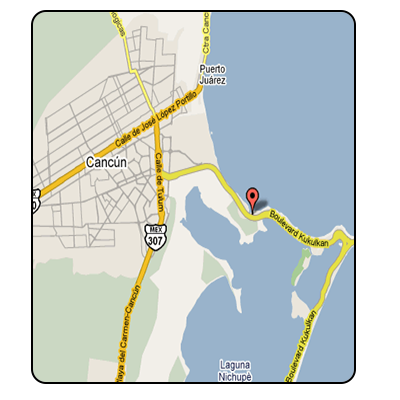 ologicas
Ctra Canc
Puerto
Juárez
Calle de José López Portillo
Cancún
Calle de Tulum
Boulevard Kukulkan
MEX
307
Boulevard Kukulkan
Playa del Carmen-Cancún
Laguna
Nichupté